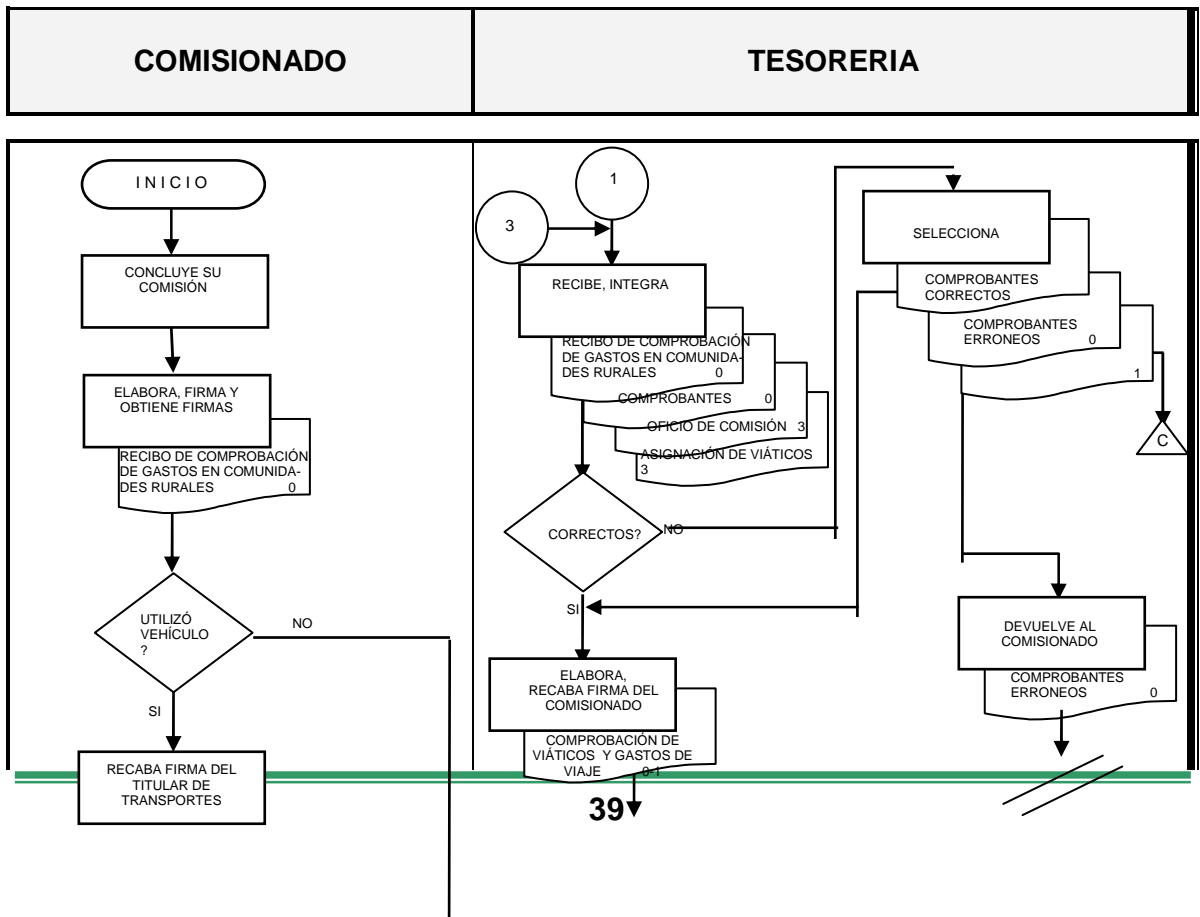 COMISIONADO
TESORERIA
I N I C I O
CONCLUYE SU
COMISIÓN
ELABORA, FIRMA Y
OBTIENE FIRMAS
RECIBO DE COMPROBACIÓN
DE GASTOS EN COMUNIDA-
DES RURALES 0
UTILIZÓ
VEHÍCULO
?
NO
SI
RECABA FIRMA DEL
TITULAR DE
TRANSPORTES
1
3
RECIBE, INTEGRA
RECIBO DE COMPROBACIÓN
DE GASTOS EN COMUNIDA-
DES RURALES 0
COMPROBANTES 0
OFICIO DE COMISIÓN 3
ASIGNACIÓN DE VIÁTICOS
3
CORRECTOS?
NO
SI
ELABORA,
RECABA FIRMA DEL
COMISIONADO
COMPROBACIÓN DE
VIÁTICOS Y GASTOS DE
VIAJE 0-1
SELECCIONA
COMPROBANTES
CORRECTOS
COMPROBANTES
ERRONEOS 0
1
C
DEVUELVE AL
COMISIONADO
COMPROBANTES
ERRONEOS 0
39